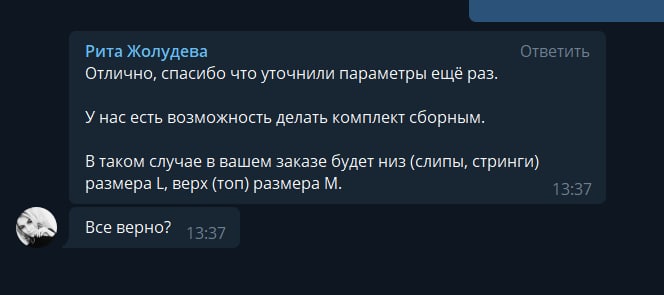 Рита Жолудева
Ответить
Отлично, спасибо что уточнили параметры ещё раз.
У нас есть возможность делать комплект сборным.
В таком случае в вашем заказе будет низ (слипы, стринги)
размера L, верх (топ) размера М.
13:37
Все верно?
13:37